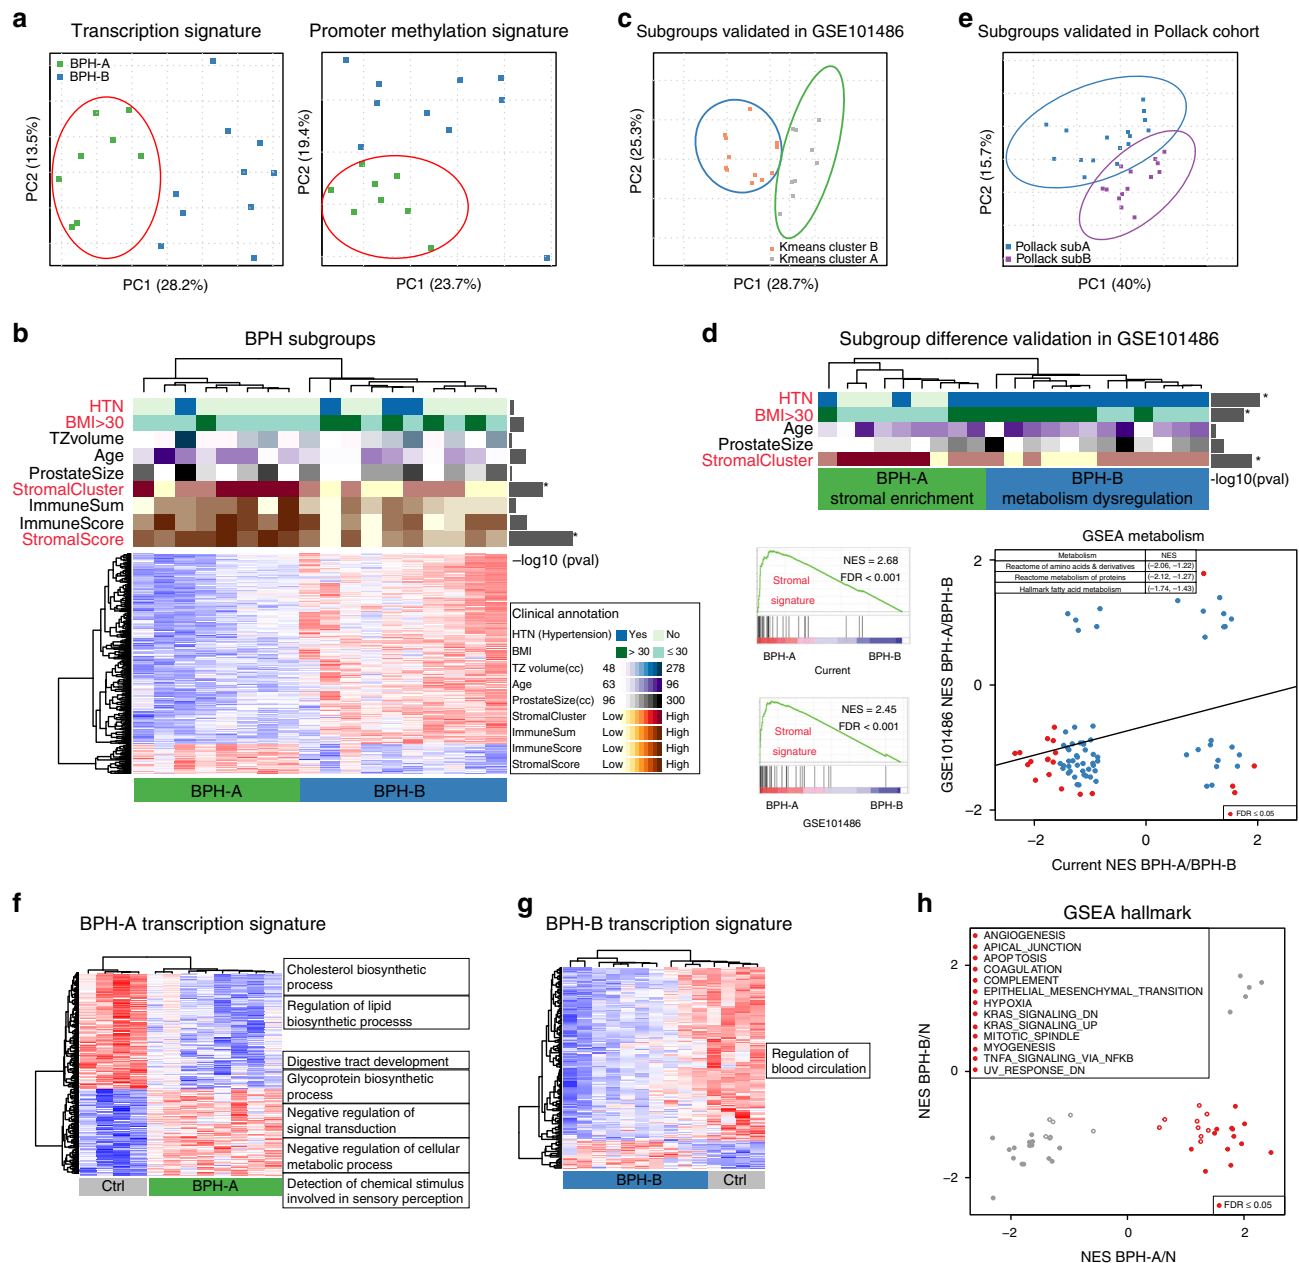 a
Transcription signature
Promoter methylation signature
BPH-A
BPH-B
PC2 (13.5%)
PC1 (28.2%)
PC2 (19.4%)
PC1 (23.7%)
c
Subgroups validated in GSE101486
PC2 (25.3%)
Kmeans cluster B
Kmeans cluster A
PC1 (28.7%)
e
Subgroups validated in Pollack cohort
PC2 (15.7%)
Pollack subA
Pollack subB
PC1 (40%)
b
BPH subgroups
HTN
BMI>30
TZvolume
Age
ProstateSize
StromalCluster
ImmuneSum
ImmuneScore
StromalScore
*
*
−log10 (pval)
BPH-A
BPH-B
Clinical annotation
HTN (Hypertension) Yes No
BMI > 30 ≤ 30
TZ volume(cc) 48 278
Age 63 96
ProstateSize(cc) 96 300
StromalCluster Low High
ImmuneSum Low High
ImmuneScore Low High
StromalScore Low High
d
Subgroup difference validation in GSE101486
HTN
BMI>30
Age
ProstateSize
StromalCluster
*
*
*
BPH-A
stromal enrichment
BPH-B
metabolism dysregulation
-log10(pval)
NES = 2.68
FDR < 0.001
Stromal
signature
BPH-A
BPH-B
Current
NES = 2.45
FDR < 0.001
Stromal
signature
BPH-A
BPH-B
GSE101486
GSEA metabolism
Metabolism NES
Reactome of amino acids & derivatives (−2.06, −1.22)
Reactome metabolism of proteins (−2.12, −1.27)
Hallmark fatty acid metabolism (−1.74, −1.43)
GSE101486 NES BPH-A/BPH-B
2
0
−2
FDR ≤ 0.05
−2 0 2
Current NES BPH-A/BPH-B
f
BPH-A transcription signature
Cholesterol biosynthetic
process
Regulation of lipid
biosynthetic processs
Digestive tract development
Glycoprotein biosynthetic
process
Negative regulation of
signal transduction
Negative regulation of cellular
metabolic process
Detection of chemical stimulus
involved in sensory perception
Ctrl
BPH-A
g
BPH-B transcription signature
Regulation of
blood circulation
BPH-B
Ctrl
h
GSEA hallmark
ANGIOGENESIS
APICAL_JUNCTION
APOPTOSIS
COAGULATION
COMPLEMENT
EPITHELIAL_MESENCHYMAL_TRANSITION
HYPOXIA
KRAS_SIGNALING_DN
KRAS_SIGNALING_UP
MITOTIC_SPINDLE
MYOGENESIS
TNFA_SIGNALING_VIA_NFKB
UV_RESPONSE_DN
NES BPH-B/N
2
0
−2
FDR ≤ 0.05
−2 0 2
NES BPH-A/N